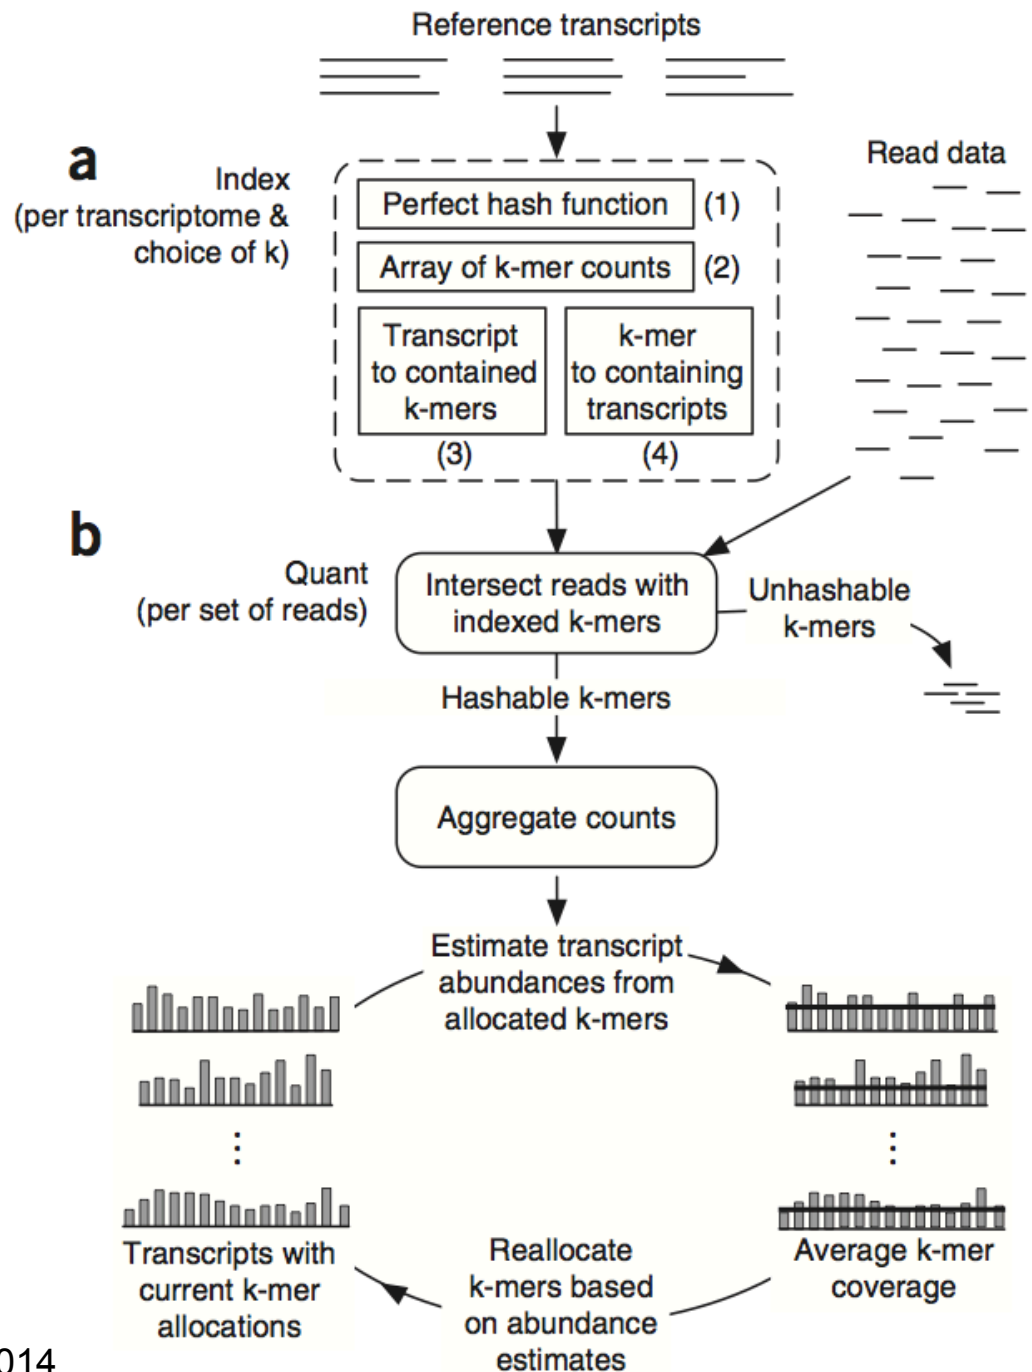 Reference transcripts
a
Index
(per transcriptome &
choice of k)
Perfect hash function
(1)
Array of k-mer counts
(2)
Transcript
to contained
k-mers
(3)
k-mer
to containing
transcripts
(4)
Read data
b
Quant
(per set of reads)
Intersect reads with
indexed k-mers
Unhashable
k-mers
Hashable k-mers
Aggregate counts
Estimate transcript
abundances from
allocated k-mers
Transcripts with
current k-mer
allocations
Reallocate
k-mers based
on abundance
estimates
Average k-mer
coverage
014